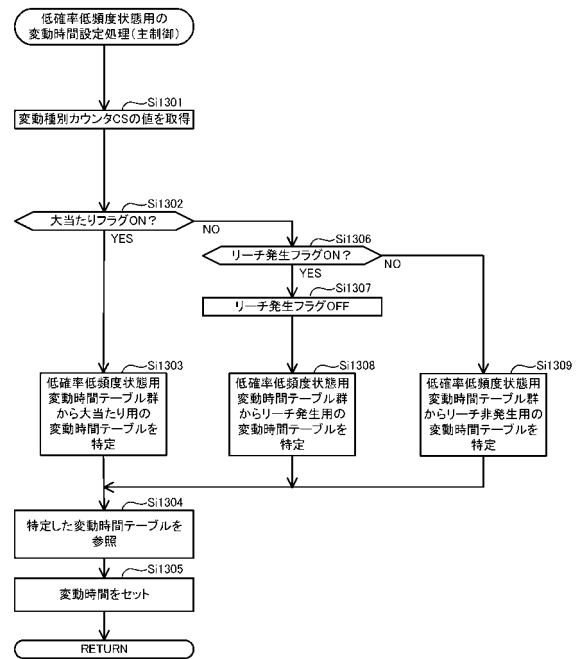 低確率低頻度状態用の
変動時間設定処理(主制御)
Si1301
変動種別カウンタCSの値を取得
Si1302
大当たりフラグON?
NO
YES
Si1306
リーチ発生フラグON?
NO
YES
Si1307
リーチ発生フラグOFF
Si1303
低確率低頻度状態用
変動時間テーブル群
から大当たり用の
変動時間テーブルを
特定
Si1308
低確率低頻度状態用
変動時間テーブル群
からリーチ発生用の
変動時間テーブルを
特定
Si1309
低確率低頻度状態用
変動時間テーブル群
からリーチ非発生用の
変動時間テーブルを
特定
Si1304
特定した変動時間テーブルを
参照
Si1305
変動時間をセット
RETURN